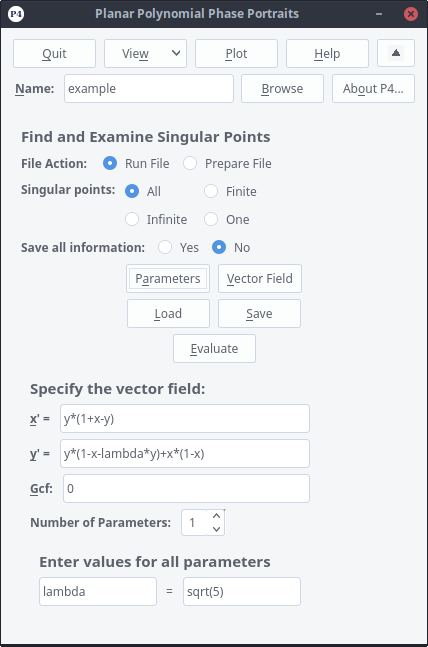 P4 Planar Polynomial Phase Portraits
Quit View Plot Help
Name: example Browse About P4...
Find and Examine Singular Points
File Action: Run File Prepare File
Singular points: All Finite
Infinite One
Save all information: Yes No
Parameters Vector Field
Load Save
Evaluate
Specify the vector field:
x' = y*(1+x-y)
y' = y*(1-x-lambda*y)+x*(1-x)
Gcf: 0
Number of Parameters: 1
Enter values for all parameters
lambda = sqrt(5)